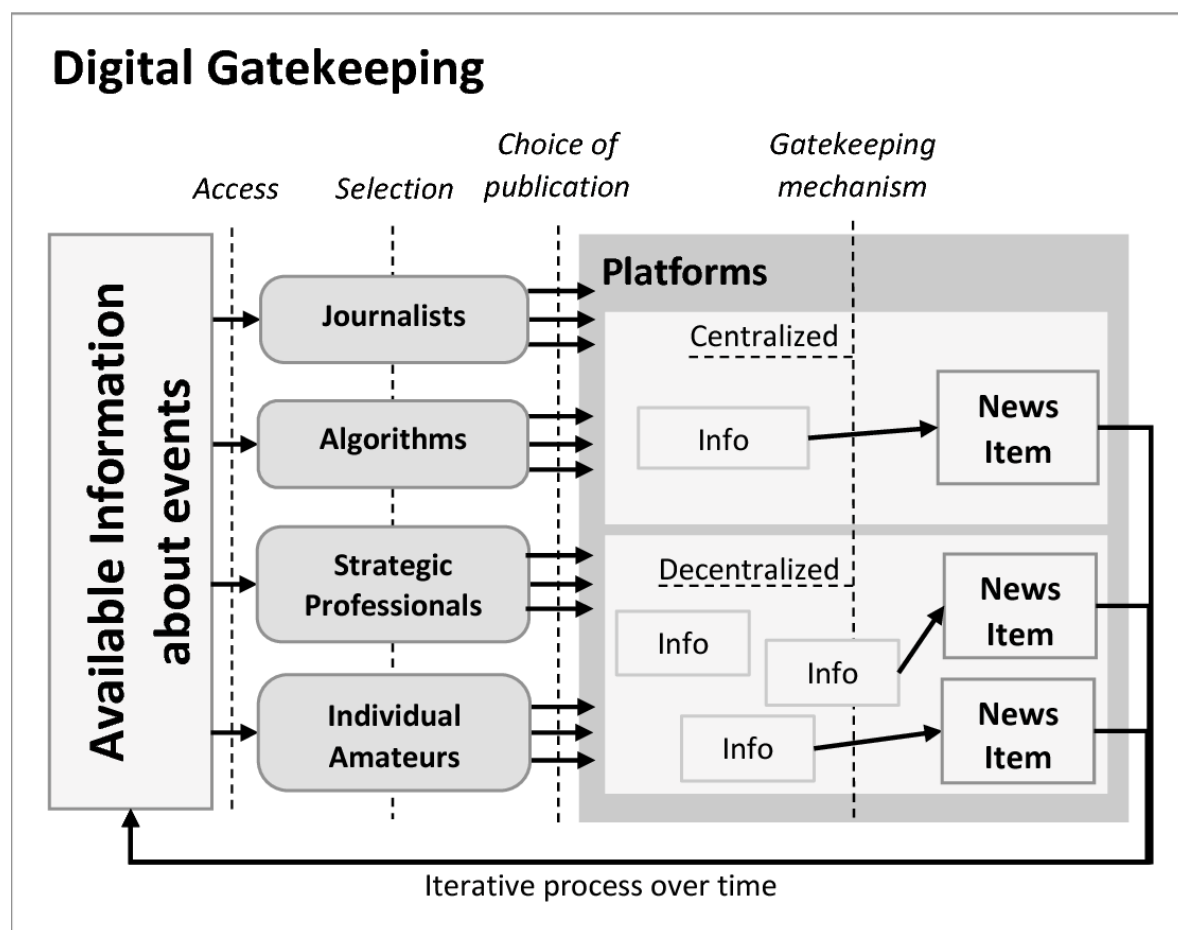 Digital Gatekeeping
Access
Selection
Choice of
publication
Gatekeeping
mechanism
Available Information
about events
Journalists
Algorithms
Strategic
Professionals
Individual
Amateurs
Platforms
Centralized
Info
News
Item
Decentralized
Info
Info
Info
News
Item
News
Item
Iterative process over time